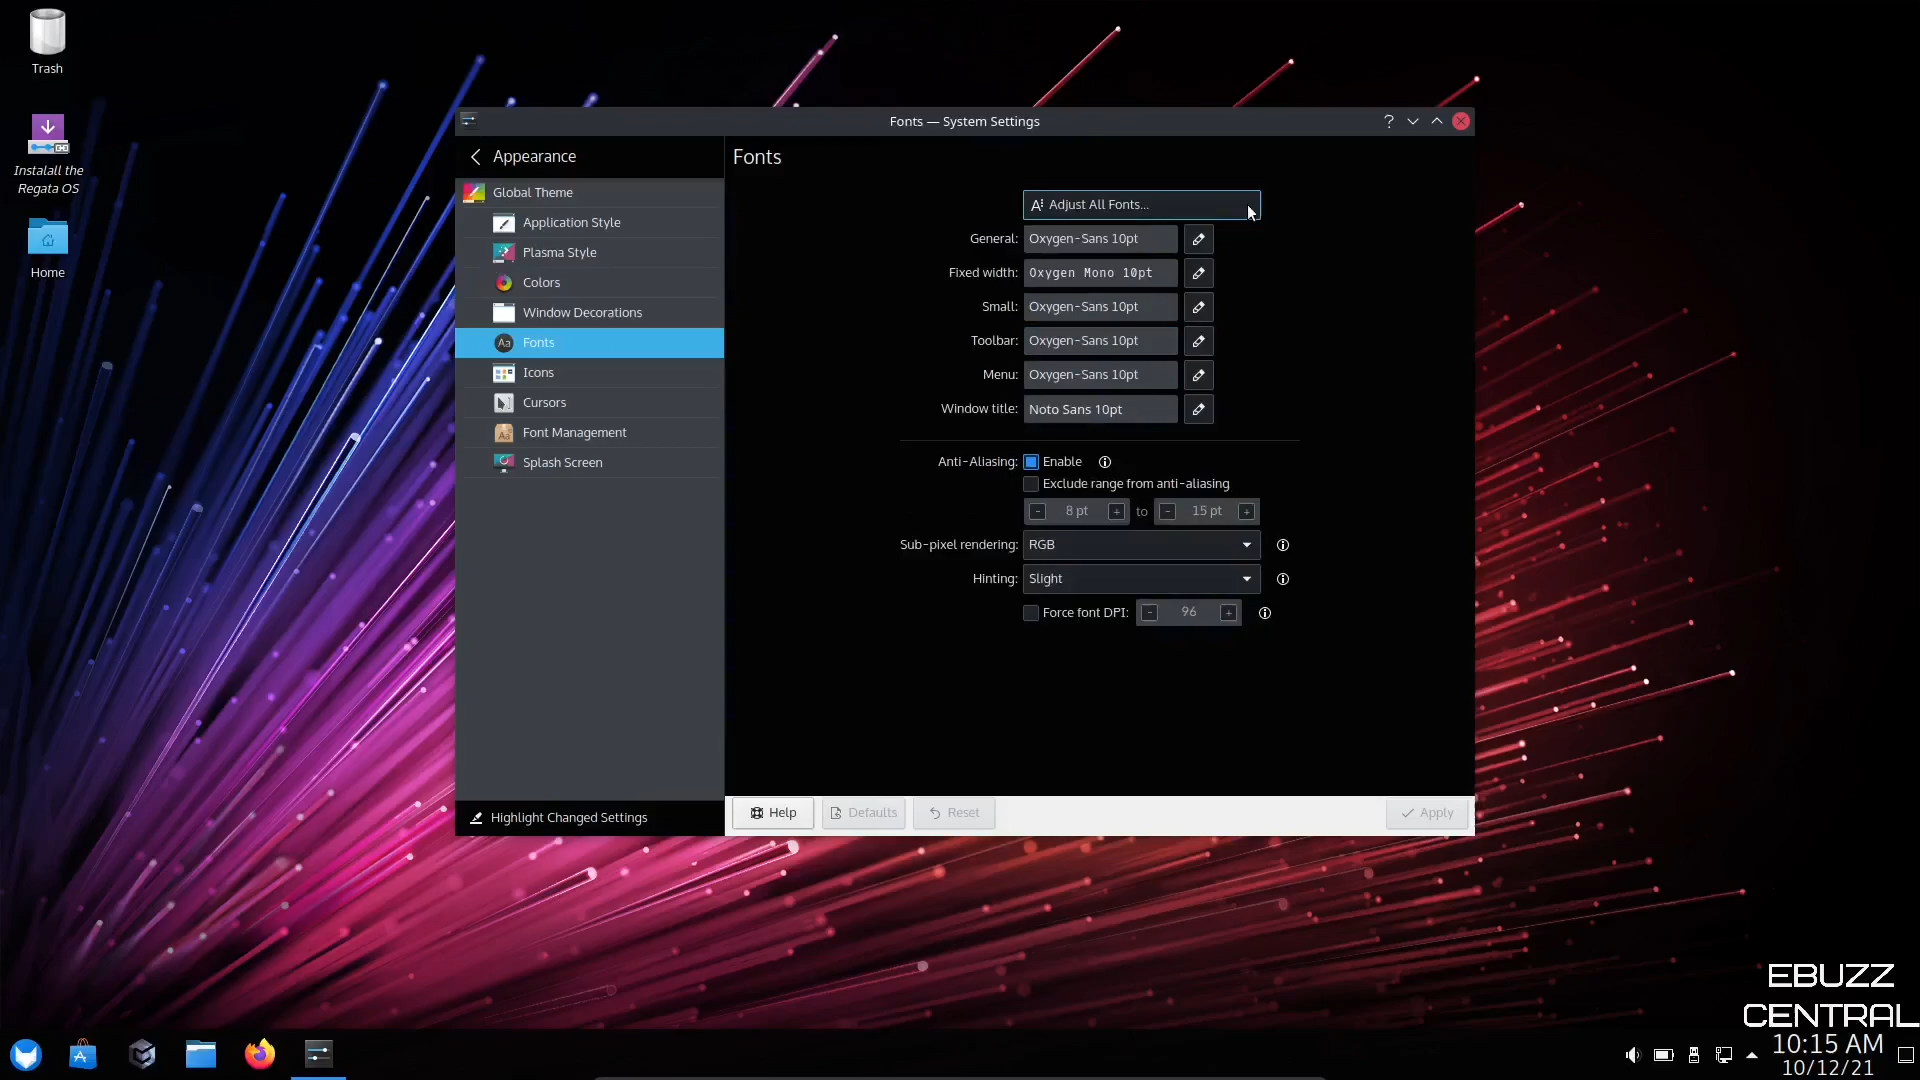 Trash
Instalall the
Regata OS
Home
Fonts — System Settings
Appearance
Fonts
Global Theme
Application Style
Plasma Style
Colors
Window Decorations
Fonts
Icons
Cursors
Font Management
Splash Screen
Highlight Changed Settings
Adjust All Fonts...
General: Oxygen-Sans 10pt
Fixed width: Oxygen Mono 10pt
Small: Oxygen-Sans 10pt
Toolbar: Oxygen-Sans 10pt
Menu: Oxygen-Sans 10pt
Window title: Noto Sans 10pt
Anti-Aliasing: Enable
Exclude range from anti-aliasing
- 8 pt + to - 15 pt +
Sub-pixel rendering: RGB
Hinting: Slight
Force font DPI: - 96 +
Help Defaults Reset Apply
EBUZZ
CENTRAL
10:15 AM
10/12/21